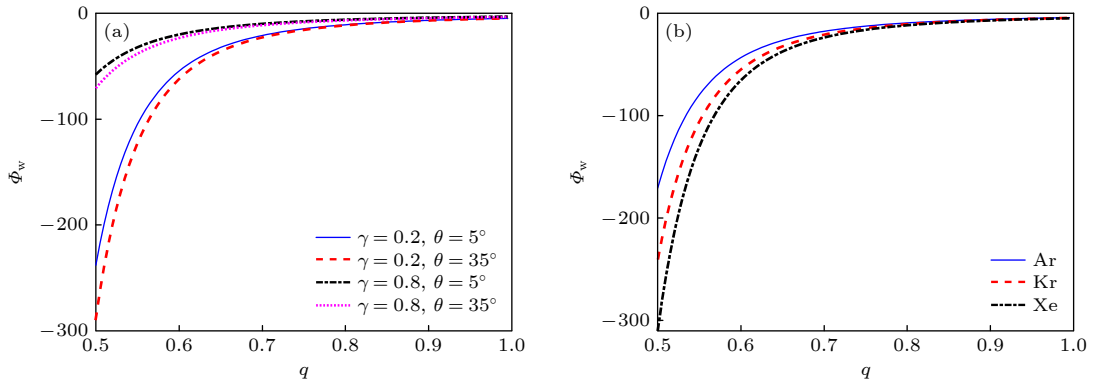 (a)
0
−100
−200
−300
Φw
0.5 0.6 0.7 0.8 0.9 1.0
q
γ = 0.2, θ = 5°
γ = 0.2, θ = 35°
γ = 0.8, θ = 5°
γ = 0.8, θ = 35°
(b)
0
−100
−200
−300
Φw
0.5 0.6 0.7 0.8 0.9 1.0
q
Ar
Kr
Xe